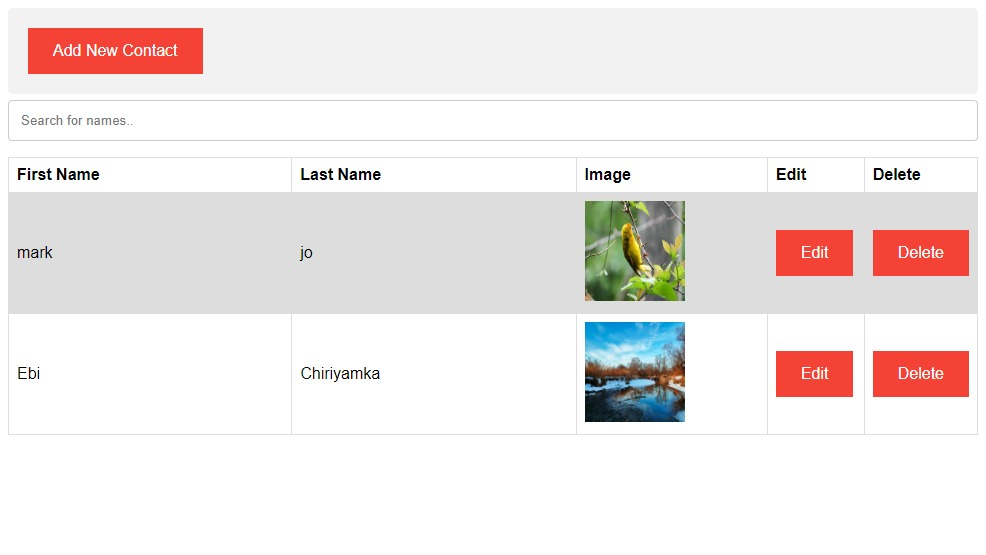 Add New Contact
Search for names..
First Name Last Name Image Edit Delete
mark jo Edit Delete
Ebi Chiriyamka Edit Delete